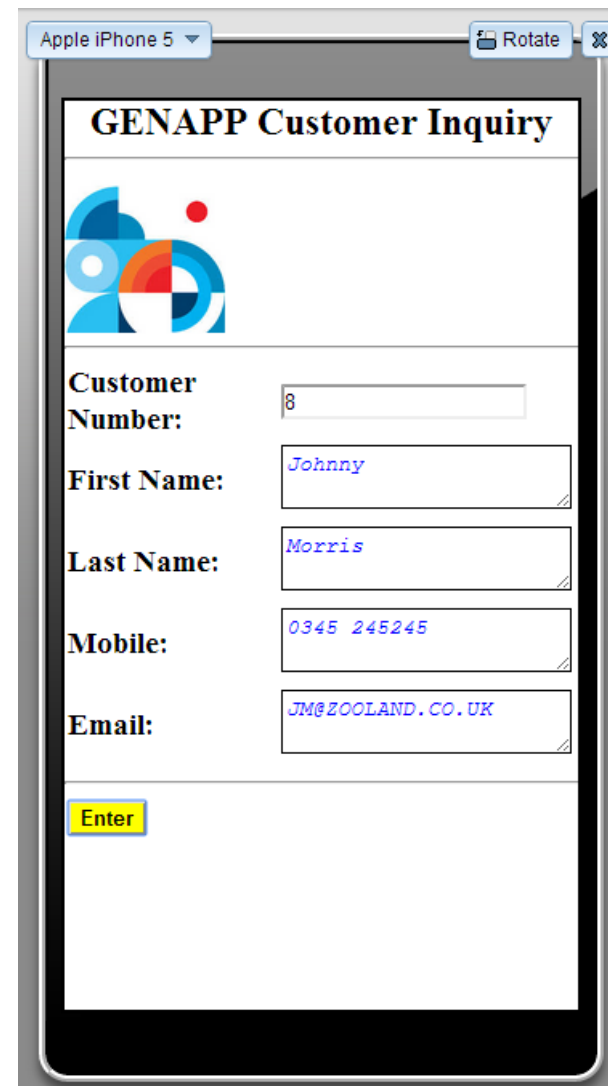 Apple iPhone 5
Rotate
GENAPP Customer Inquiry
Customer
Number:
8
First Name:
Johnny
Last Name:
Morris
Mobile:
0345 245245
Email:
JM@ZOOLAND.CO.UK
Enter